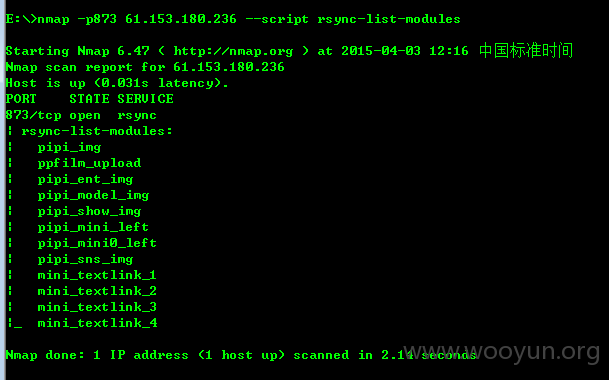 E:\>nmap -p873 61.153.180.236 --script rsync-list-modules
Starting Nmap 6.47 ( http://nmap.org ) at 2015-04-03 12:16 中国标准时间
Nmap scan report for 61.153.180.236
Host is up (0.031s latency).
PORT    STATE SERVICE
873/tcp open  rsync
| rsync-list-modules:
|   pipi_img
|   ppfilm_upload
|   pipi_ent_img
|   pipi_model_img
|   pipi_show_img
|   pipi_mini_left
|   pipi_mini0_left
|   pipi_sns_img
|   mini_textlink_1
|   mini_textlink_2
|   mini_textlink_3
|_  mini_textlink_4
Nmap done: 1 IP address (1 host up) scanned in 2.14 seconds
www.wooyun.org